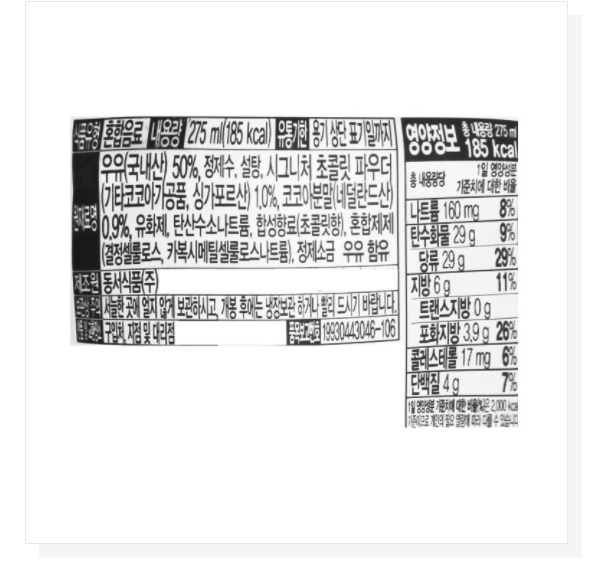 식품유형 혼합음료 내용량 275 ml(185 kcal) 유통기한 용기 상단 표기일까지
원재료명 우유(국내산) 50%, 정제수, 설탕, 시그니처 초콜릿 파우더
(기타코코아가공품, 싱가포르산) 1.0%, 코코아분말(네덜란드산)
0.9%, 유화제, 탄산수소나트륨, 합성향료(초콜릿향), 혼합제제
(결정셀룰로스, 카복시메틸셀룰로스나트륨), 정제소금 우유 함유
제조원 동서식품(주)
서늘한 곳에 얼지 않게 보관하시고, 개봉 후에는 냉장보관 하거나 빨리 드시기 바랍니다.
구입처, 지점 및 대리점 품목보고번호 19930443046-106
영양정보 총 내용량 275 ml
185 kcal
총 내용량당 1일 영양성분
기준치에 대한 비율
나트륨 160 mg 8%
탄수화물 29 g 9%
당류 29 g 29%
지방 6 g 11%
트랜스지방 0 g
포화지방 3.9 g 26%
콜레스테롤 17 mg 6%
단백질 4 g 7%
1일 영양성분 기준치에 대한 비율(%)은 2,000 kcal
기준이므로 개인의 필요 열량에 따라 다를 수 있습니다